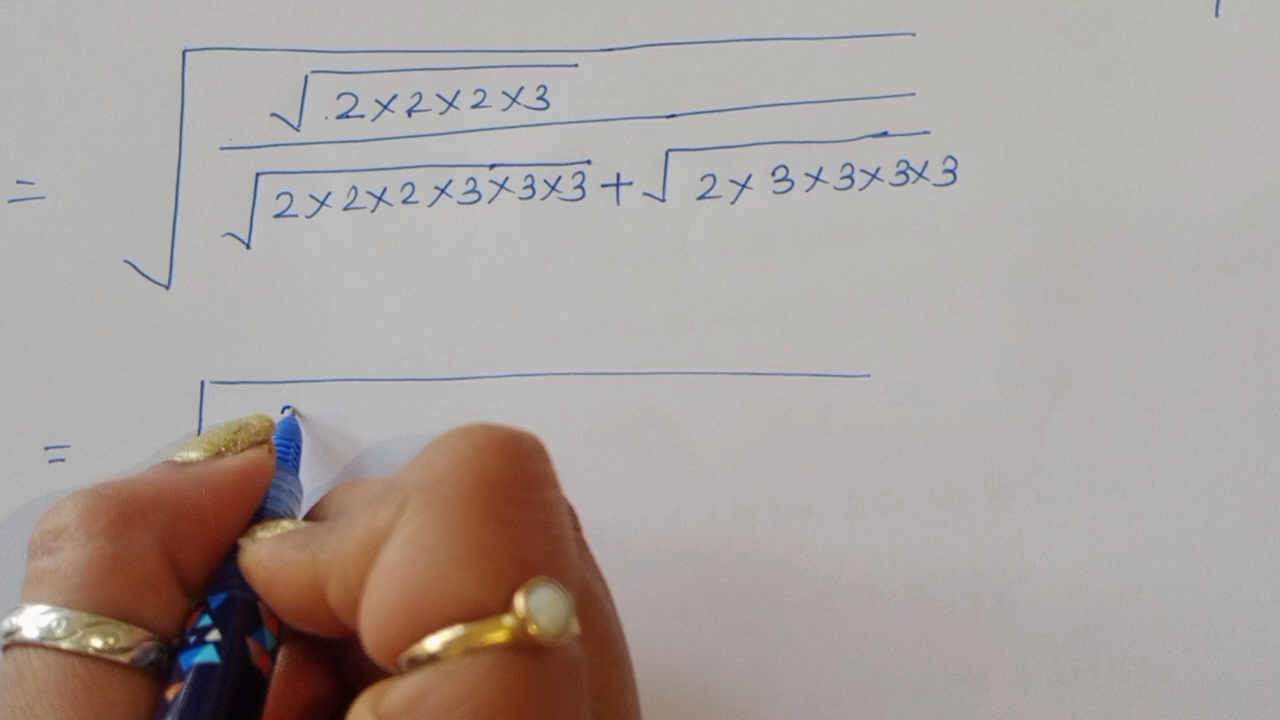 √2×2×2×3
= √
√2×2×2×3×3×3 + √2×3×3×3×3
= √